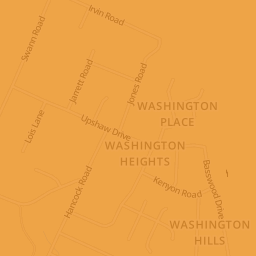 Irvin Road
Swann Road
Jarrett Road
Jones Road
WASHINGTON
PLACE
Lois Lane
Upshaw Drive
WASHINGTON
HEIGHTS
Hancock Road
Kenyon Road
Basswood Drive
WASHINGTON
HILLS